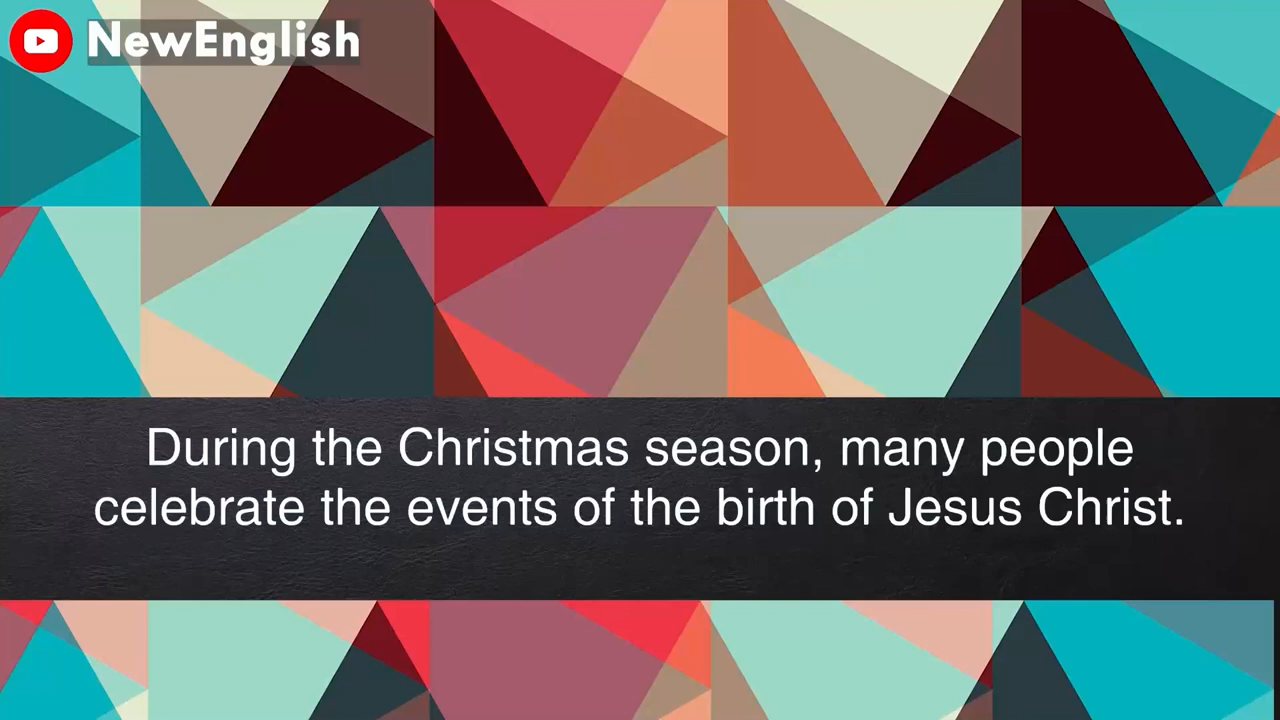 NewEnglish
During the Christmas season, many people
celebrate the events of the birth of Jesus Christ.